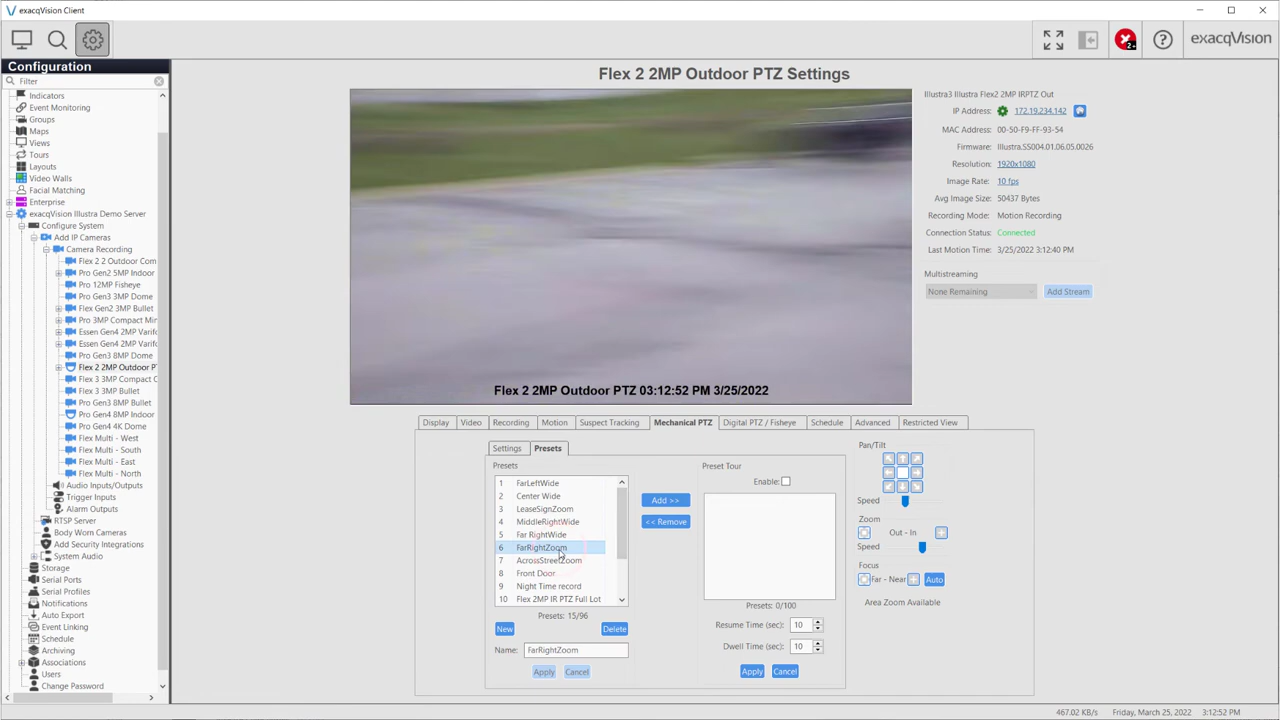 exacqVision Client
exacqVision
Configuration
Filter
Indicators
Event Monitoring
Groups
Maps
Views
Tours
Layouts
Video Walls
Facial Matching
Enterprise
exacqVision Illustra Demo Server
Configure System
Add IP Cameras
Camera Recording
Flex 2 2 Outdoor Com
Pro Gen2 5MP Indoor
Pro 12MP Fisheye
Pro Gen3 3MP Dome
Flex Gen2 3MP Bullet
Pro 3MP Compact Min
Essen Gen4 2MP Varifo
Essen Gen4 2MP Varifo
Pro Gen3 8MP Dome
Flex 2 2MP Outdoor PT
Flex 3 3MP Compact C
Flex 3 3MP Bullet
Pro Gen3 8MP Bullet
Pro Gen4 8MP Indoor
Pro Gen4 4K Dome
Flex Multi - West
Flex Multi - South
Flex Multi - East
Flex Multi - North
Audio Inputs/Outputs
Trigger Inputs
Alarm Outputs
RTSP Server
Body Worn Cameras
Add Security Integrations
System Audio
Storage
Serial Ports
Serial Profiles
Notifications
Auto Export
Event Linking
Schedule
Archiving
Associations
Users
Change Password
Flex 2 2MP Outdoor PTZ Settings
Flex 2 2MP Outdoor PTZ 03:12:52 PM 3/25/2022
Illustra3 Illustra Flex2 2MP IRPTZ Out
IP Address: 172.19.234.142
MAC Address: 00-50-F9-FF-93-54
Firmware: Illustra.SS004.01.06.05.0026
Resolution: 1920x1080
Image Rate: 10 fps
Avg Image Size: 50437 Bytes
Recording Mode: Motion Recording
Connection Status: Connected
Last Motion Time: 3/25/2022 3:12:40 PM
Multistreaming
None Remaining Add Stream
Display Video Recording Motion Suspect Tracking Mechanical PTZ Digital PTZ / Fisheye Schedule Advanced Restricted View
Settings Presets
Presets
1 FarLeftWide
2 Center Wide
3 LeaseSignZoom
4 MiddleRightWide
5 Far RightWide
6 FarRightZoom
7 AcrossStreetZoom
8 Front Door
9 Night Time record
10 Flex 2MP IR PTZ Full Lot
Presets: 15/96
New Delete
Name: FarRightZoom
Apply Cancel
Add >>
<< Remove
Preset Tour
Enable:
Presets: 0/100
Resume Time (sec): 10
Dwell Time (sec): 10
Apply Cancel
Pan/Tilt
Speed
Zoom
Out - In
Speed
Focus
Far - Near Auto
Area Zoom Available
467.02 KB/s Friday, March 25, 2022 3:12:52 PM